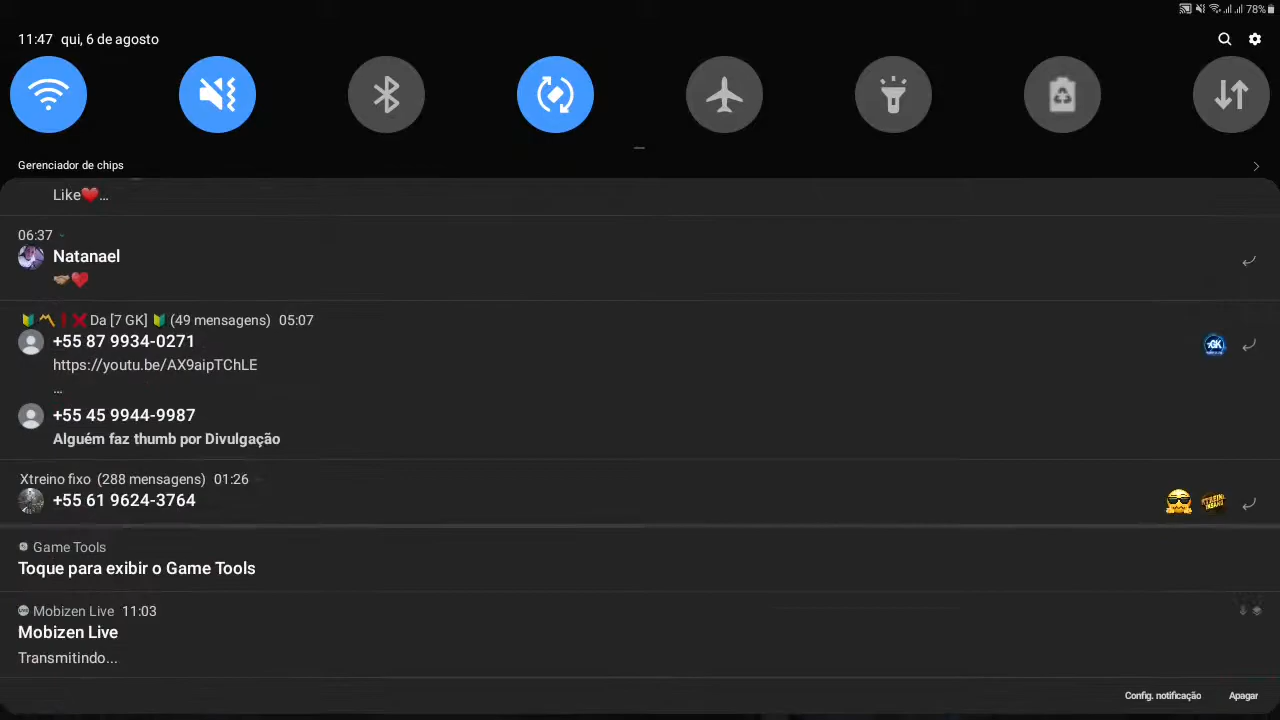 78%
11:47 qui, 6 de agosto
Gerenciador de chips
Like❤️...
06:37
Natanael
🤝🏼❤️
🔰〽️❗❌Da [7 GK] 🔰 (49 mensagens) 05:07
+55 87 9934-0271
https://youtu.be/AX9aipTChLE
...
+55 45 9944-9987
Alguém faz thumb por Divulgação
Xtreino fixo (288 mensagens) 01:26
+55 61 9624-3764
Game Tools
Toque para exibir o Game Tools
Mobizen Live 11:03
Mobizen Live
Transmitindo...
Config. notificação Apagar